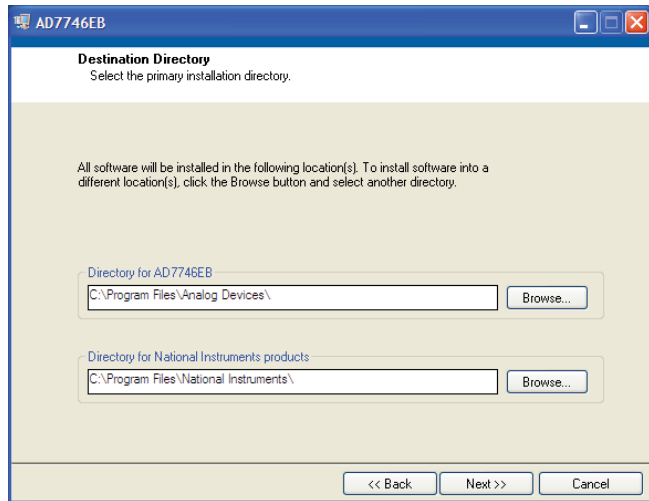 AD7746EB
Destination Directory
Select the primary installation directory.
All software will be installed in the following location(s). To install software into a
different location(s), click the Browse button and select another directory.
Directory for AD7746EB
C:\Program Files\Analog Devices\
Browse...
Directory for National Instruments products
C:\Program Files\National Instruments\
Browse...
<< Back
Next >>
Cancel